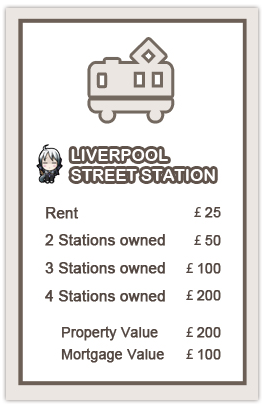 LIVERPOOL
STREET STATION
Rent £ 25
2 Stations owned £ 50
3 Stations owned £ 100
4 Stations owned £ 200
Property Value £ 200
Mortgage Value £ 100